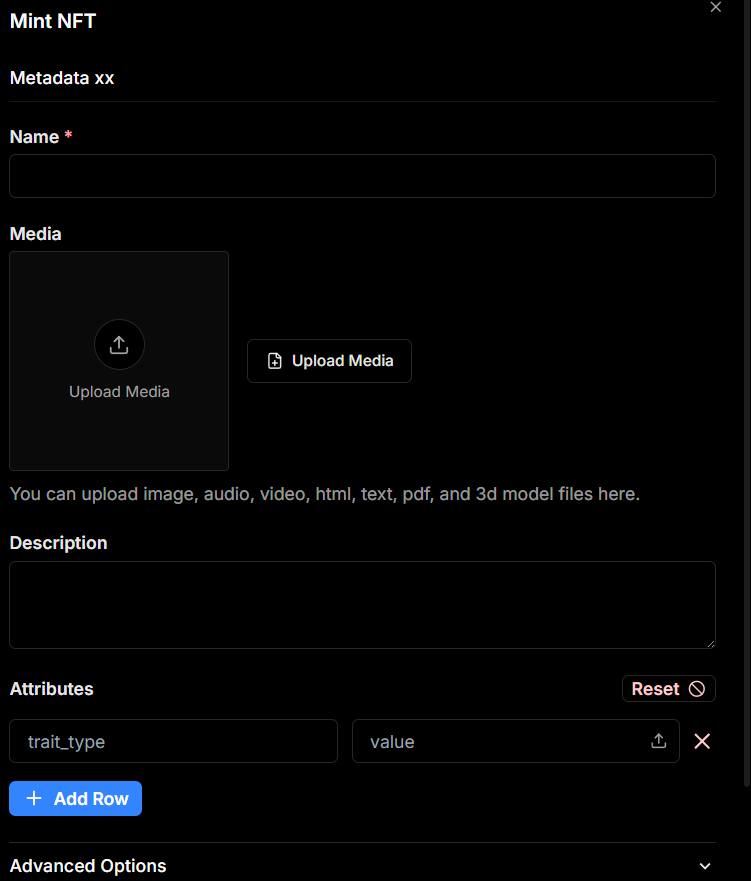 Mint NFT
Metadata xx
Name *
Media
Upload Media
Upload Media
You can upload image, audio, video, html, text, pdf, and 3d model files here.
Description
Attributes
Reset
trait_type
value
Add Row
Advanced Options